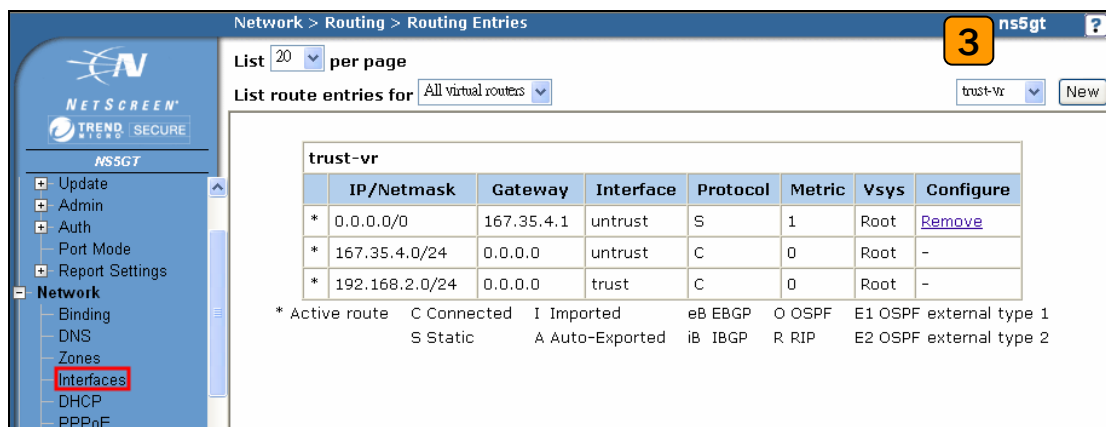 Network > Routing > Routing Entries
ns5gt ?
3
N
NETSCREEN
TREND MICRO SECURE
NS5GT
Update
Admin
Auth
Port Mode
Report Settings
Network
Binding
DNS
Zones
Interfaces
DHCP
PPPoE
List 20 per page
List route entries for All virtual routers trust-vr New
trust-vr
IP/Netmask Gateway Interface Protocol Metric Vsys Configure
* 0.0.0.0/0 167.35.4.1 untrust S 1 Root Remove
* 167.35.4.0/24 0.0.0.0 untrust C 0 Root -
* 192.168.2.0/24 0.0.0.0 trust C 0 Root -
* Active route C Connected I Imported eB EBGP O OSPF E1 OSPF external type 1
S Static A Auto-Exported iB IBGP R RIP E2 OSPF external type 2